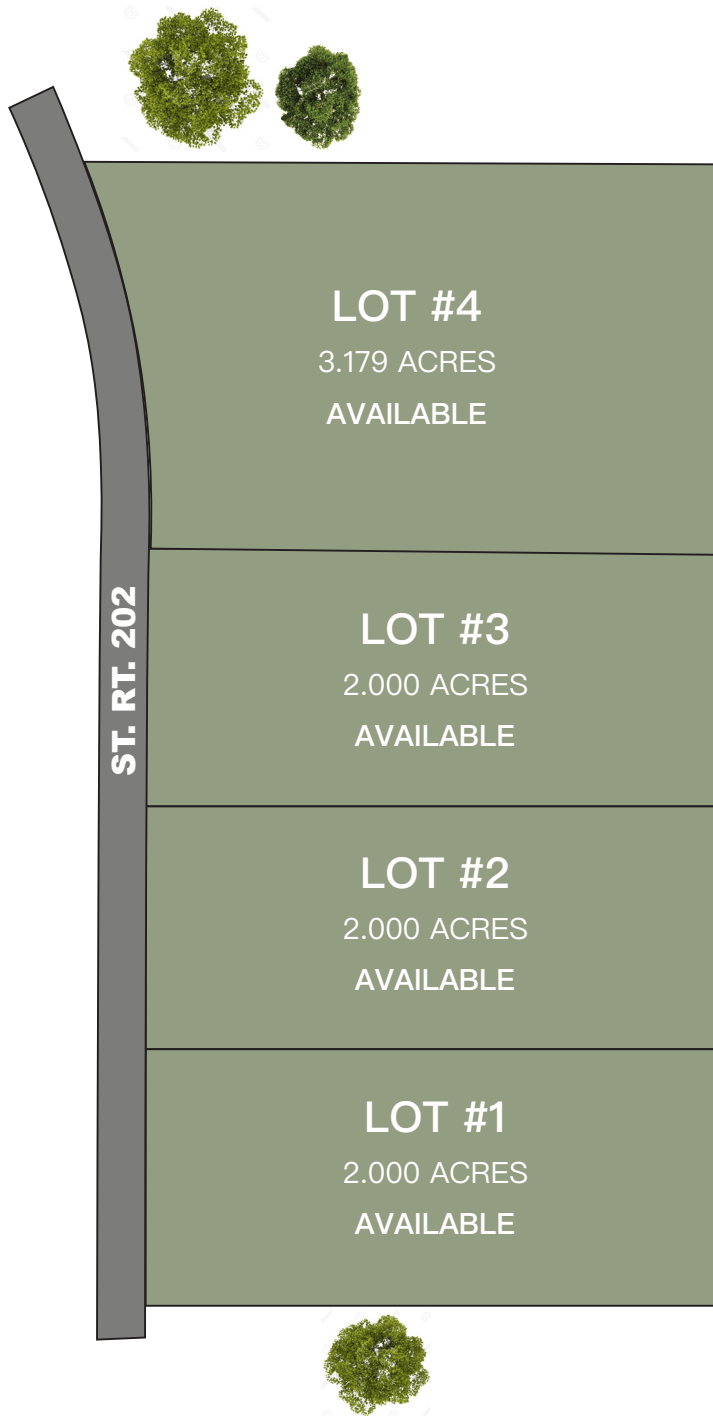 LOT #4
3.179 ACRES
AVAILABLE
ST. RT. 202
LOT #3
2.000 ACRES
AVAILABLE
LOT #2
2.000 ACRES
AVAILABLE
LOT #1
2.000 ACRES
AVAILABLE